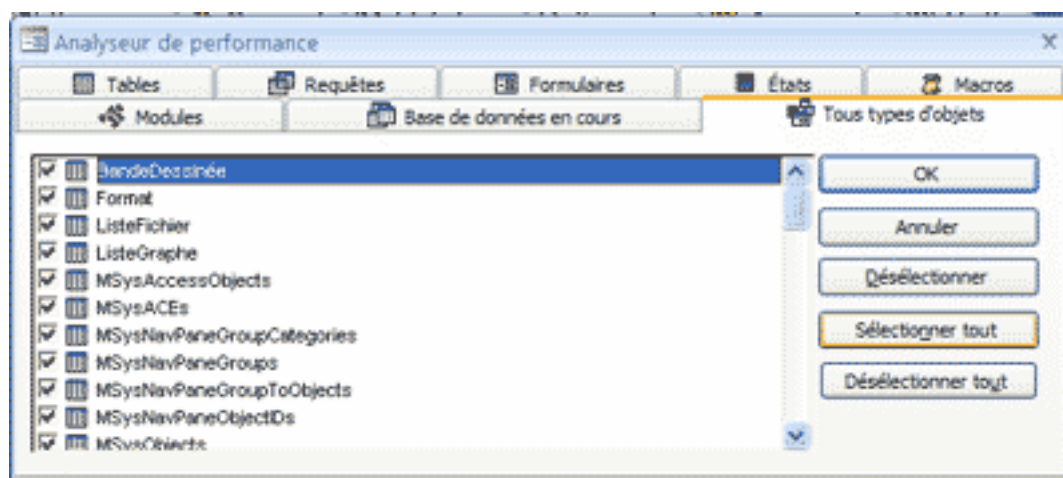 Analyseur de performance
Tables Requêtes Formulaires États Macros
Modules Base de données en cours Tous types d'objets
BandeDessinée
Format
ListeFichier
ListeGraphe
MSysAccessObjects
MSysACEs
MSysNavPaneGroupCategories
MSysNavPaneGroups
MSysNavPaneGroupToObjects
MSysNavPaneObjectIDs
MSysObjects
OK
Annuler
Désélectionner
Sélectionner tout
Désélectionner tout